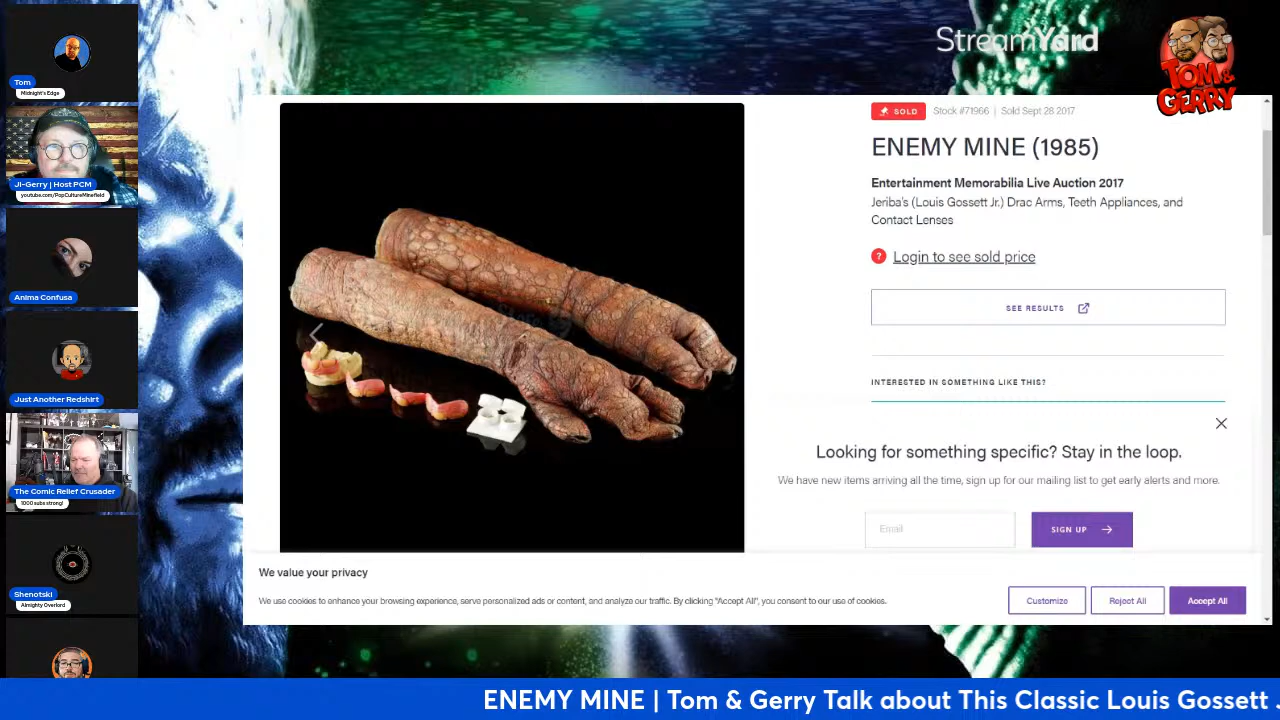 Tom
Midnight's Edge
JI-Gerry | Host PCM
youtube.com/PopCultureMinefield
Anima Confusa
Just Another Redshirt
The Comic Relief Crusader
1000 subs strong!
Shenotski
Almighty Overlord
StreamYard
TOM &
GERRY
SOLD Stock #71966 | Sold Sept 28 2017
ENEMY MINE (1985)
Entertainment Memorabilia Live Auction 2017
Jeriba's (Louis Gossett Jr.) Drac Arms, Teeth Appliances, and
Contact Lenses
? Login to see sold price
SEE RESULTS
INTERESTED IN SOMETHING LIKE THIS?
Looking for something specific? Stay in the loop.
We have new items arriving all the time, sign up for our mailing list to get early alerts and more.
Email
SIGN UP
We value your privacy
We use cookies to enhance your browsing experience, serve personalized ads or content, and analyze our traffic. By clicking "Accept All", you consent to our use of cookies.
Customize
Reject All
Accept All
ENEMY MINE | Tom & Gerry Talk about This Classic Louis Gossett